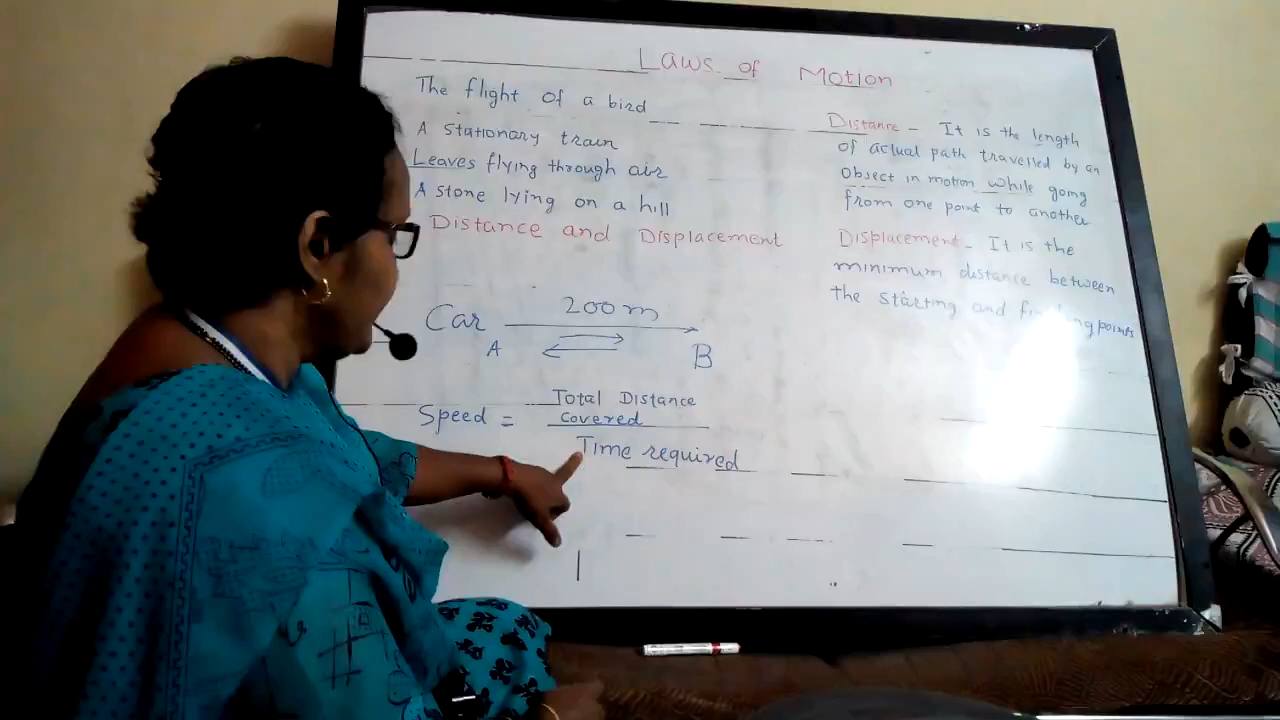 Laws of Motion
The flight of a bird
A stationary train
Leaves flying through air
A stone lying on a hill
Distance and Displacement
Car 200m
A B
Speed = Total Distance
covered
Time required
Distance - It is the length
of actual path travelled by an
object in motion while going
from one point to another
Displacement - It is the
minimum distance between
the starting and points